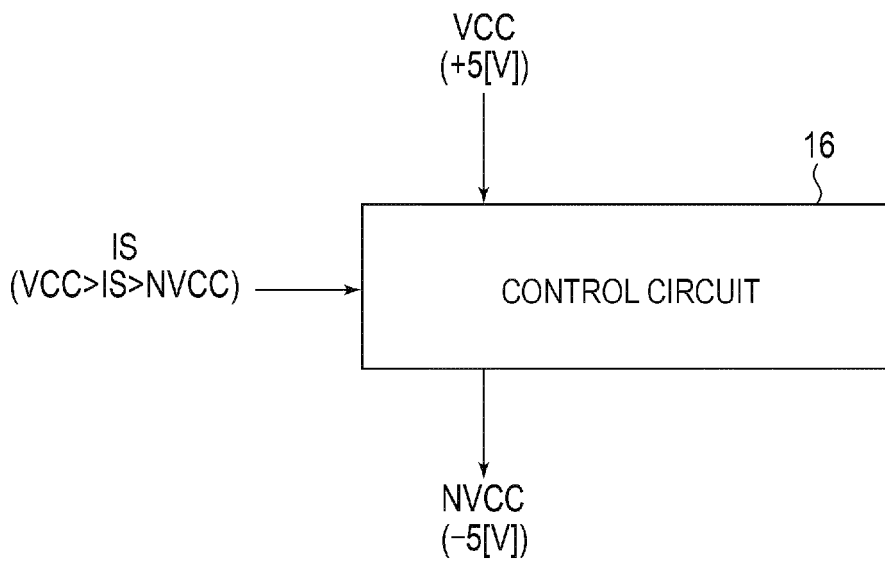 VCC
(+5[V])
16
IS
(VCC>IS>NVCC)
CONTROL CIRCUIT
NVCC
(−5[V])